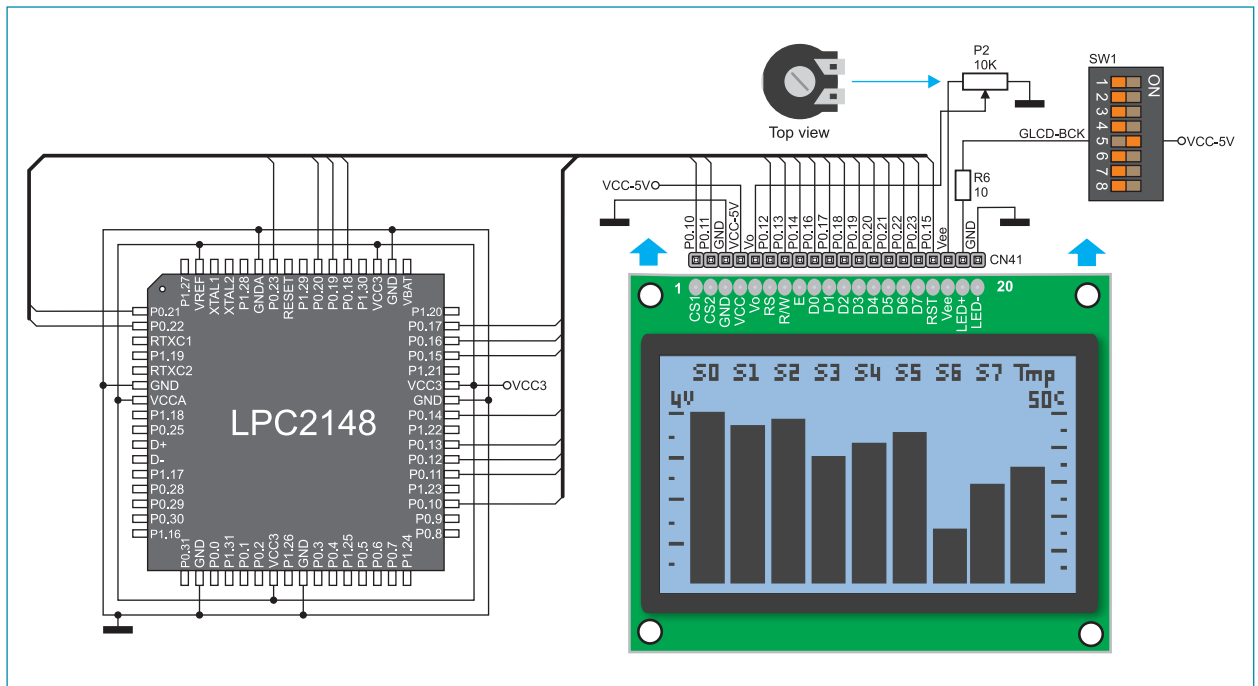 P2
10K
SW1
ON
1
2
3
4
5
6
7
8
Top view
GLCD-BCK
VCC-5V
R6
10
VCC-5V
P0.10
P0.11
GND
VCC-5V
Vo
P0.12
P0.13
P0.14
P0.16
P0.17
P0.18
P0.19
P0.20
P0.21
P0.22
P0.23
P0.15
Vee
GND
CN41
1
20
CS1
CS2
GND
VCC
Vo
RS
R/W
E
D0
D1
D2
D3
D4
D5
D6
D7
RST
Vee
LED+
LED-
S0 S1 S2 S3 S4 S5 S6 S7 Tmp
4V
50C
P1.27
VREF
XTAL1
XTAL2
P1.28
GNDA
P0.23
RESET
P1.29
P0.20
P0.19
P0.18
P1.30
VCC3
GND
VBAT
P0.21
P0.22
RTXC1
P1.19
RTXC2
GND
VCCA
P1.18
P0.25
D+
D-
P1.17
P0.28
P0.29
P0.30
P1.16
LPC2148
P1.20
P0.17
P0.16
P0.15
P1.21
VCC3
GND
P0.14
P1.22
P0.13
P0.12
P0.11
P1.23
P0.10
P0.9
P0.8
VCC3
P0.31
GND
P0.0
P1.31
P0.1
P0.2
VCC3
P1.26
GND
P0.3
P0.4
P1.25
P0.5
P0.6
P0.7
P1.24